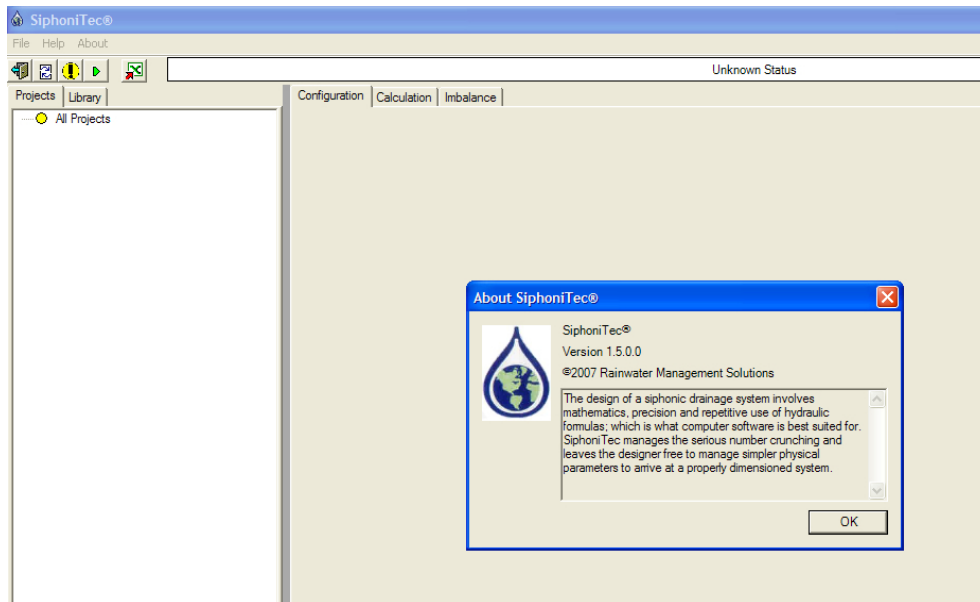 SiphoniTec®
File Help About
Unknown Status
Projects Library
Configuration Calculation Imbalance
All Projects
About SiphoniTec®
SiphoniTec®
Version 1.5.0.0
©2007 Rainwater Management Solutions
The design of a siphonic drainage system involves
mathematics, precision and repetitive use of hydraulic
formulas; which is what computer software is best suited for.
SiphoniTec manages the serious number crunching and
leaves the designer free to manage simpler physical
parameters to arrive at a properly dimensioned system.
OK